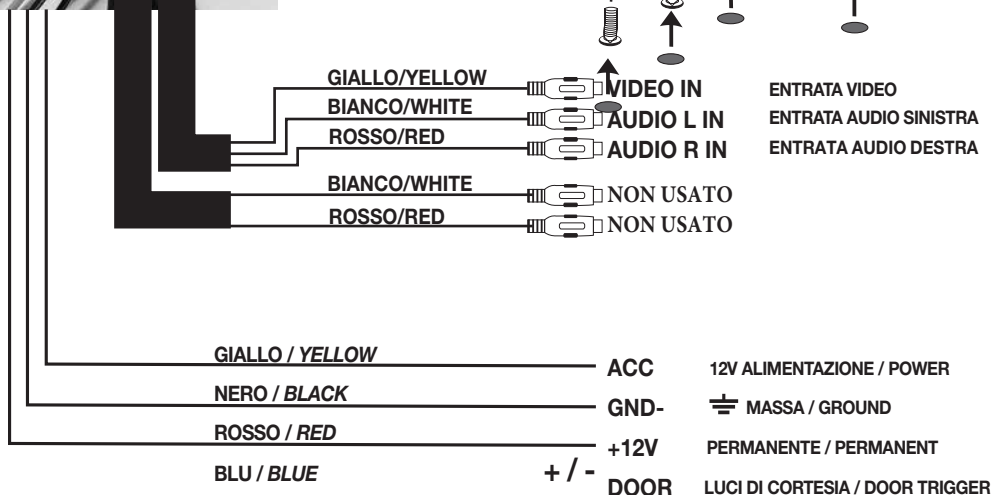 GIALLO/YELLOW VIDEO IN ENTRATA VIDEO
BIANCO/WHITE AUDIO L IN ENTRATA AUDIO SINISTRA
ROSSO/RED AUDIO R IN ENTRATA AUDIO DESTRA
BIANCO/WHITE NON USATO
ROSSO/RED NON USATO
GIALLO / YELLOW ACC 12V ALIMENTAZIONE / POWER
NERO / BLACK GND- MASSA / GROUND
ROSSO / RED +12V PERMANENTE / PERMANENT
BLU / BLUE + / - DOOR LUCI DI CORTESIA / DOOR TRIGGER